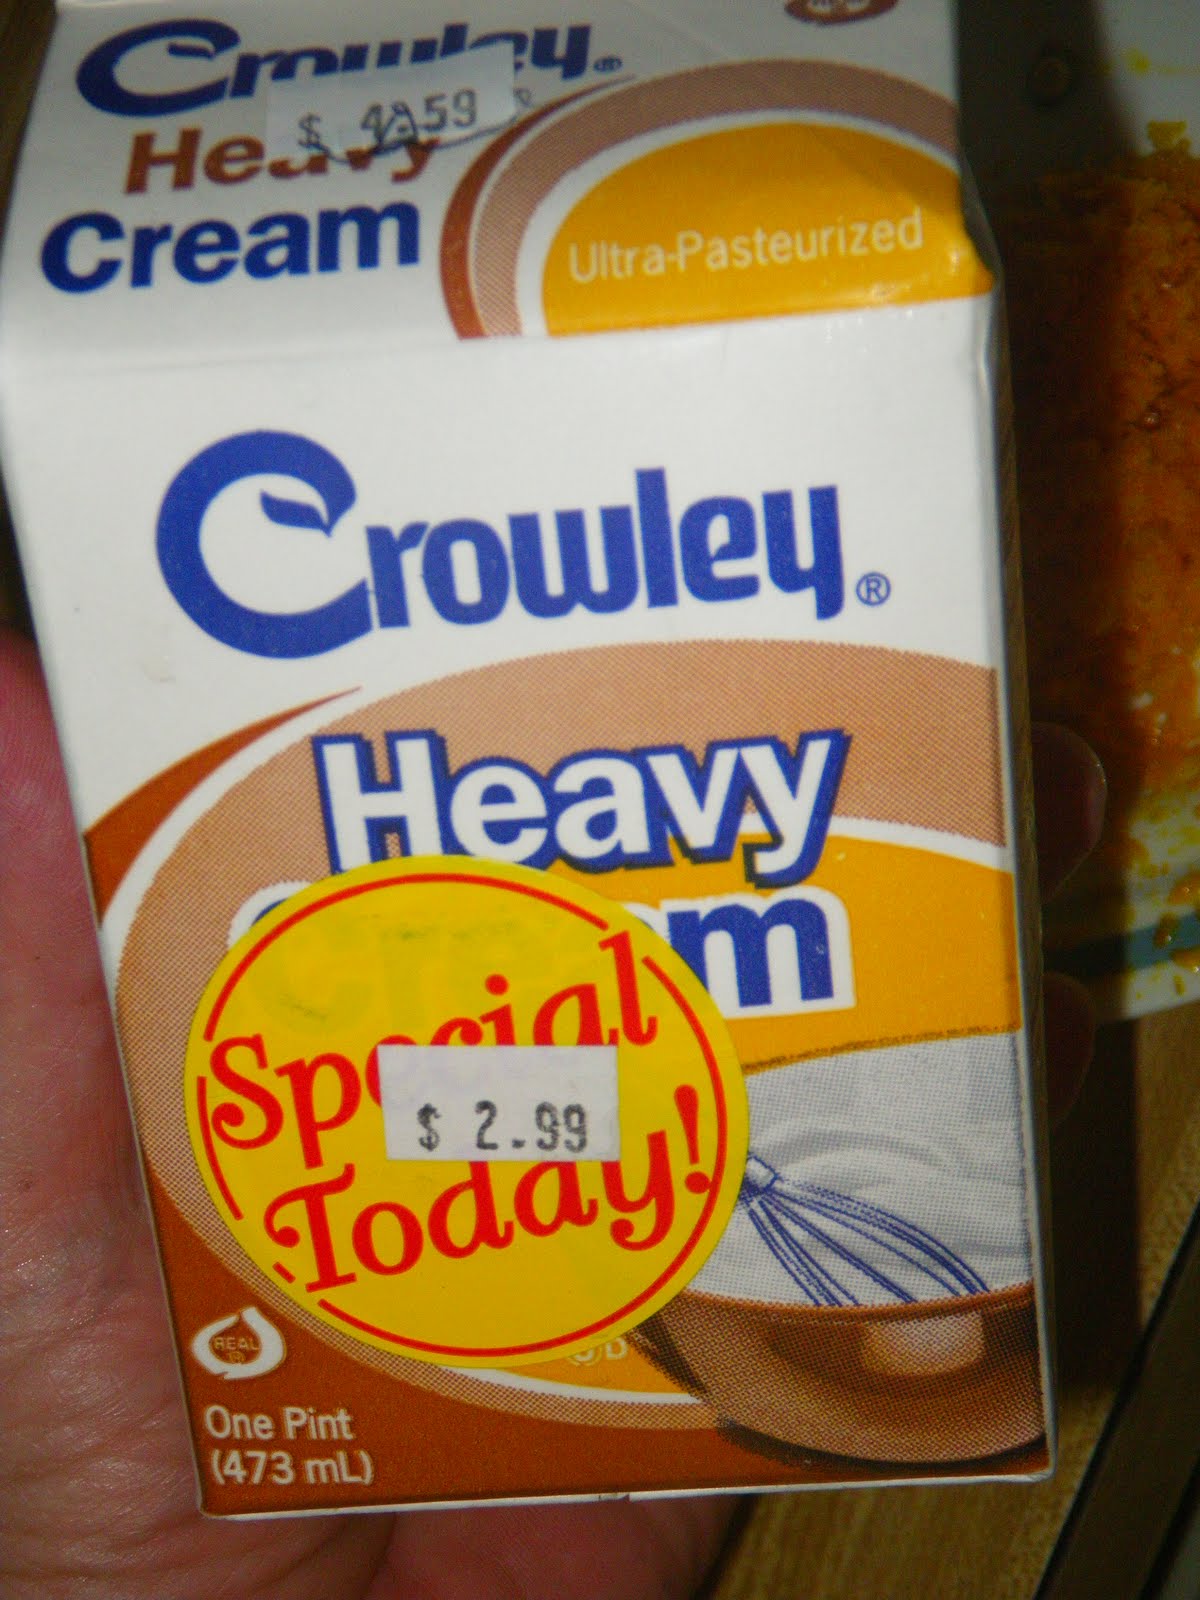 Crowley®
$ 4.59
Heavy
Cream
Ultra-Pasteurized
Crowley®
Heavy
Special
$ 2.99
Today!
REAL
D
One Pint
(473 mL)